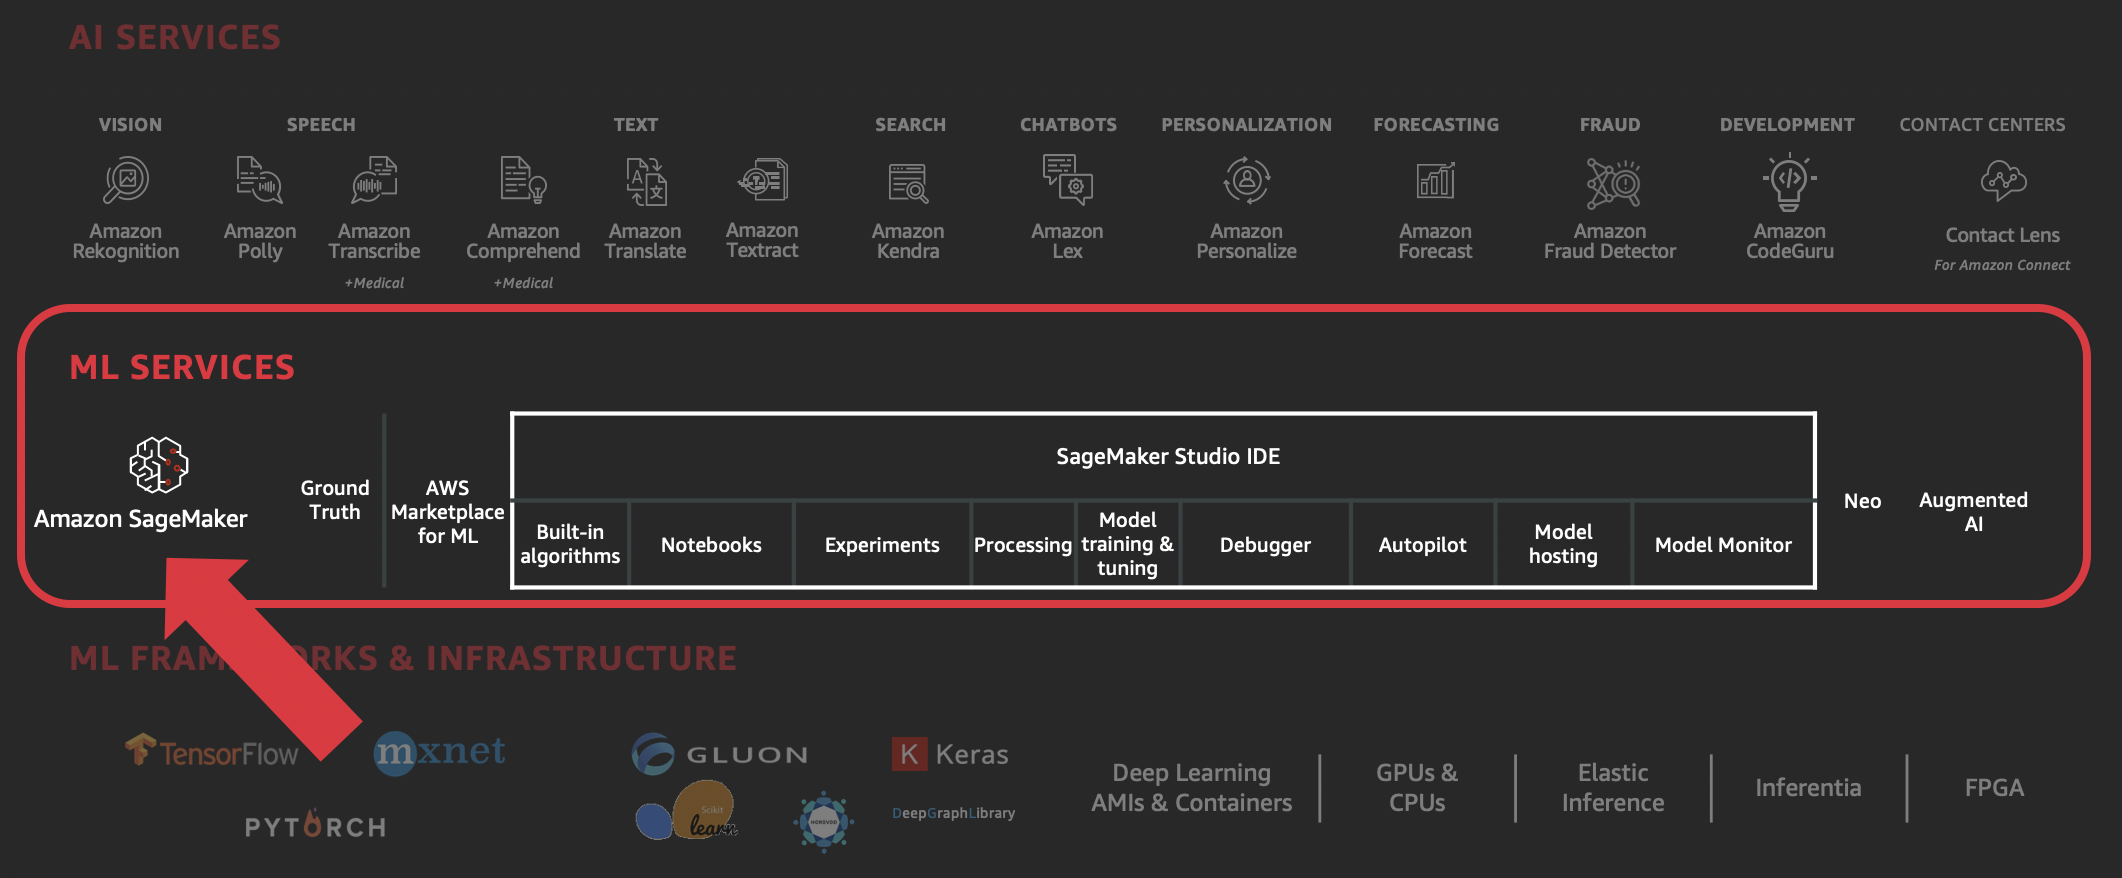 AI SERVICES
VISION
SPEECH
TEXT
SEARCH
CHATBOTS
PERSONALIZATION
FORECASTING
FRAUD
DEVELOPMENT
CONTACT CENTERS
Amazon
Rekognition
Amazon
Polly
Amazon
Transcribe
+Medical
Amazon
Comprehend
+Medical
Amazon
Translate
Amazon
Textract
Amazon
Kendra
Amazon
Lex
Amazon
Personalize
Amazon
Forecast
Amazon
Fraud Detector
Amazon
CodeGuru
Contact Lens
For Amazon Connect
ML SERVICES
Amazon SageMaker
Ground
Truth
AWS
Marketplace
for ML
SageMaker Studio IDE
Built-in
algorithms
Notebooks
Experiments
Processing
Model
training &
tuning
Debugger
Autopilot
Model
hosting
Model Monitor
Neo
Augmented
AI
ML FRAMEWORKS & INFRASTRUCTURE
TensorFlow
mxnet
PYTORCH
GLUON
Scikit
learn
HOROVOD
K Keras
DeepGraphLibrary
Deep Learning
AMIs & Containers
GPUs &
CPUs
Elastic
Inference
Inferentia
FPGA